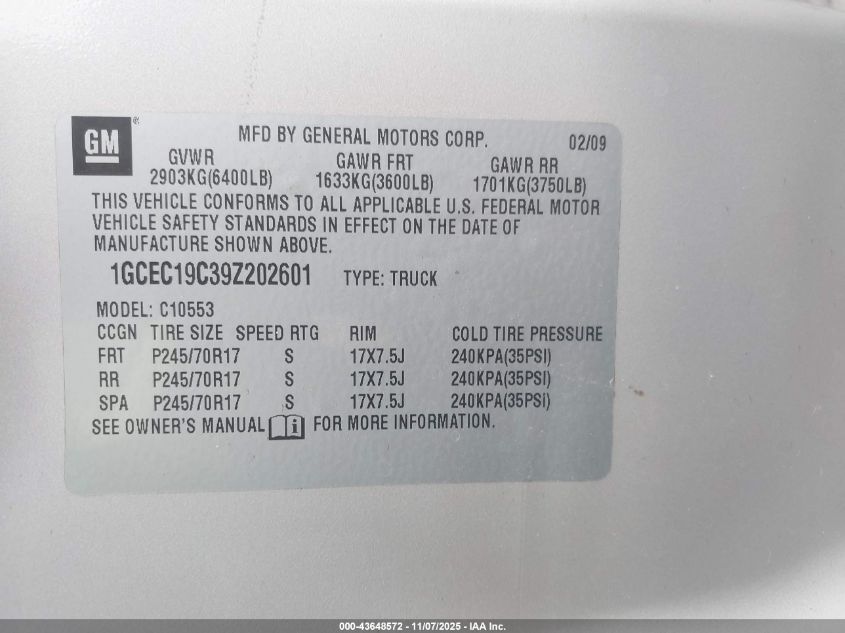 GM®
MFD BY GENERAL MOTORS CORP. 02/09
GVWR GAWR FRT GAWR RR
2903KG(6400LB) 1633KG(3600LB) 1701KG(3750LB)
THIS VEHICLE CONFORMS TO ALL APPLICABLE U.S. FEDERAL MOTOR
VEHICLE SAFETY STANDARDS IN EFFECT ON THE DATE OF
MANUFACTURE SHOWN ABOVE.
1GCEC19C39Z202601 TYPE: TRUCK
MODEL: C10553
CCGN TIRE SIZE SPEED RTG RIM COLD TIRE PRESSURE
FRT P245/70R17 S 17X7.5J 240KPA(35PSI)
RR P245/70R17 S 17X7.5J 240KPA(35PSI)
SPA P245/70R17 S 17X7.5J 240KPA(35PSI)
SEE OWNER'S MANUAL i FOR MORE INFORMATION.
000-43648572 - 11/07/2025 - IAA Inc.